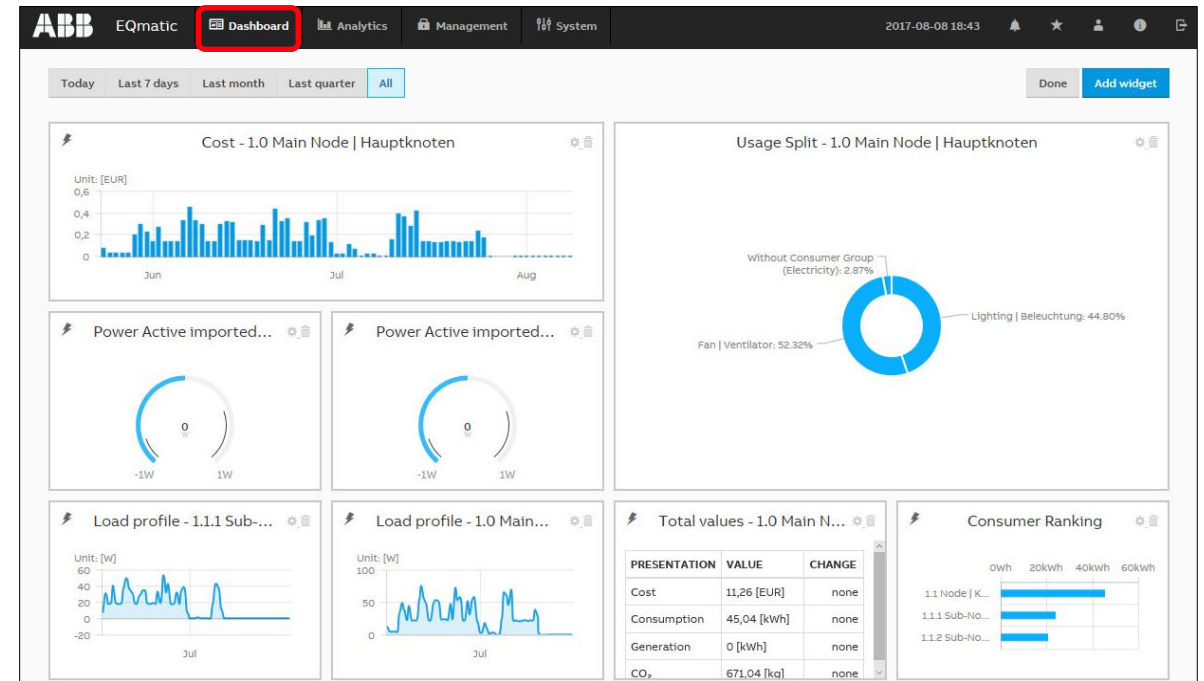 ABB EQmatic Dashboard Analytics Management System 2017-08-08 18:43
Today Last 7 days Last month Last quarter All Done Add widget
Cost - 1.0 Main Node | Hauptknoten
Unit: [EUR]
0,6
0,4
0,2
0
Jun Jul Aug
Usage Split - 1.0 Main Node | Hauptknoten
Without Consumer Group
(Electricity): 2.87%
Lighting | Beleuchtung: 44.80%
Fan | Ventilator: 52.32%
Power Active imported...
0
W
-1W 1W
Power Active imported...
0
W
-1W 1W
Load profile - 1.1.1 Sub-...
Unit: [W]
60
40
20
0
-20
Jul
Load profile - 1.0 Main...
Unit: [W]
100
50
0
Jul
Total values - 1.0 Main N...
PRESENTATION VALUE CHANGE
Cost 11,26 [EUR] none
Consumption 45,04 [kWh] none
Generation 0 [kWh] none
CO₂ 671,04 [kg] none
Consumer Ranking
0wh 20kwh 40kwh 60kwh
1.1 Node | K...
1.1.1 Sub-No...
1.1.2 Sub-No...